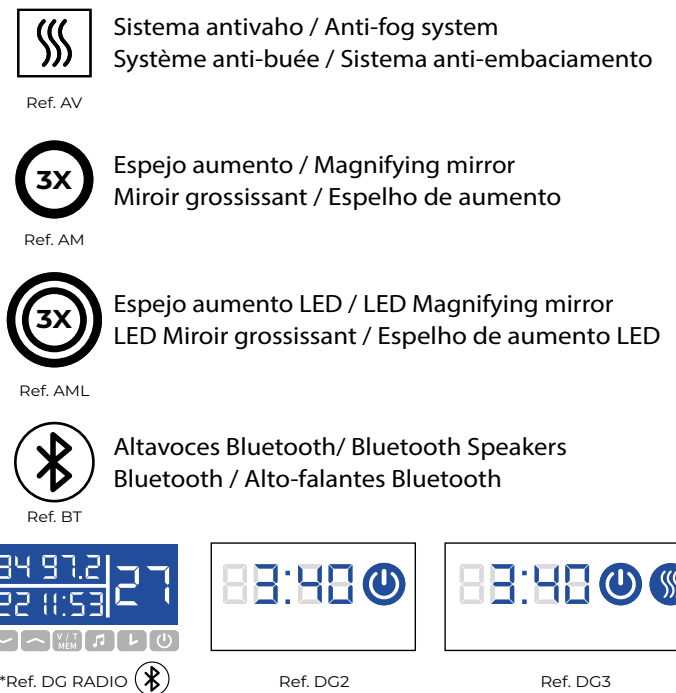 Sistema antivaho / Anti-fog system
Système anti-buée / Sistema anti-embaciamento
Ref. AV
3X
Espejo aumento / Magnifying mirror
Miroir grossissant / Espelho de aumento
Ref. AM
3X
Espejo aumento LED / LED Magnifying mirror
LED Miroir grossissant / Espelho de aumento LED
Ref. AML
Altavoces Bluetooth/ Bluetooth Speakers
Bluetooth / Alto-falantes Bluetooth
Ref. BT
97.2
11:53
27
V / T
MEM
*Ref. DG RADIO
3:40
Ref. DG2
3:40
Ref. DG3